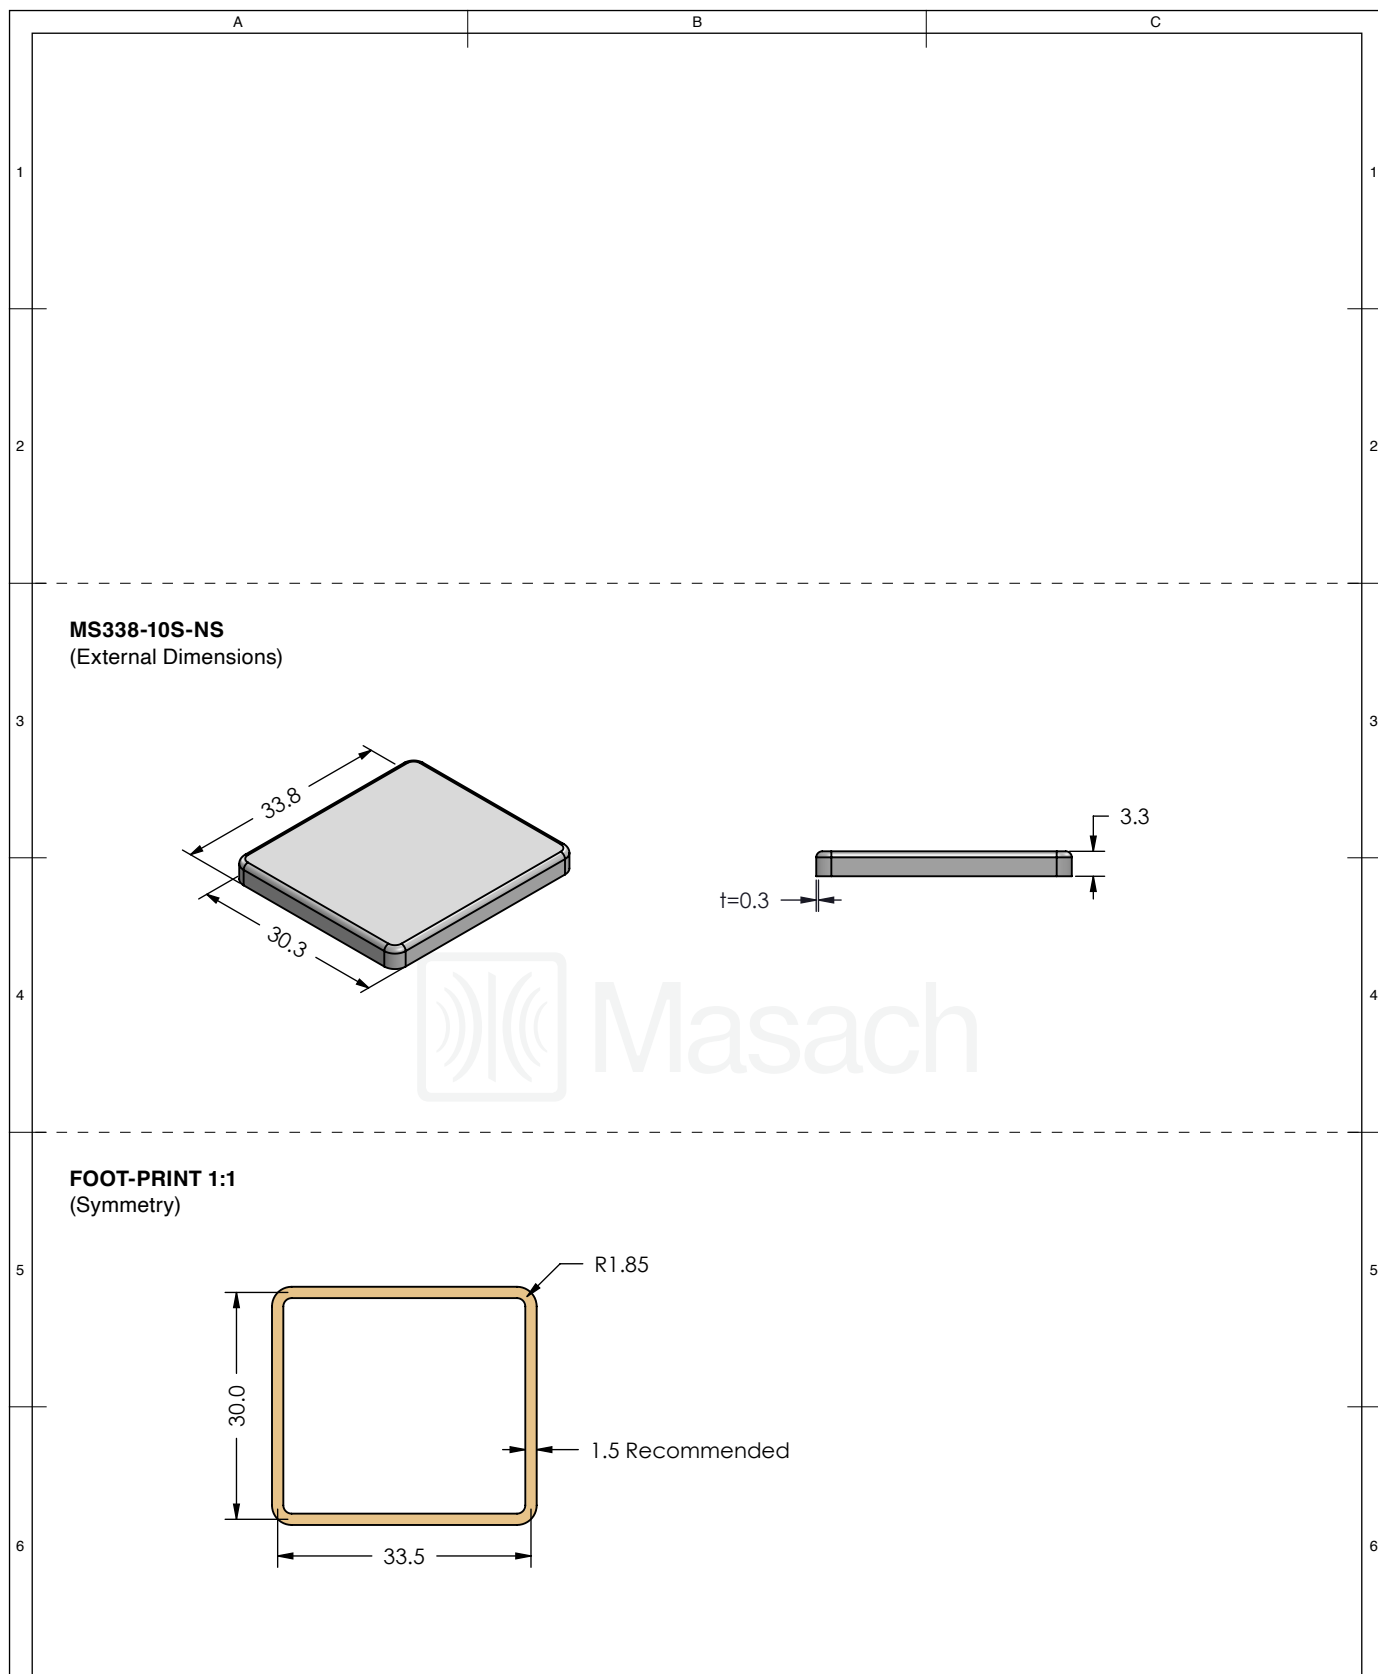 A B C
1 1
2 2
MS338-10S-NS
(External Dimensions)
3 3
33.8
3.3
t=0.3
30.3
4 4
Masach
FOOT-PRINT 1:1
(Symmetry)
R1.85
5 5
30.0
1.5 Recommended
6 6
33.5